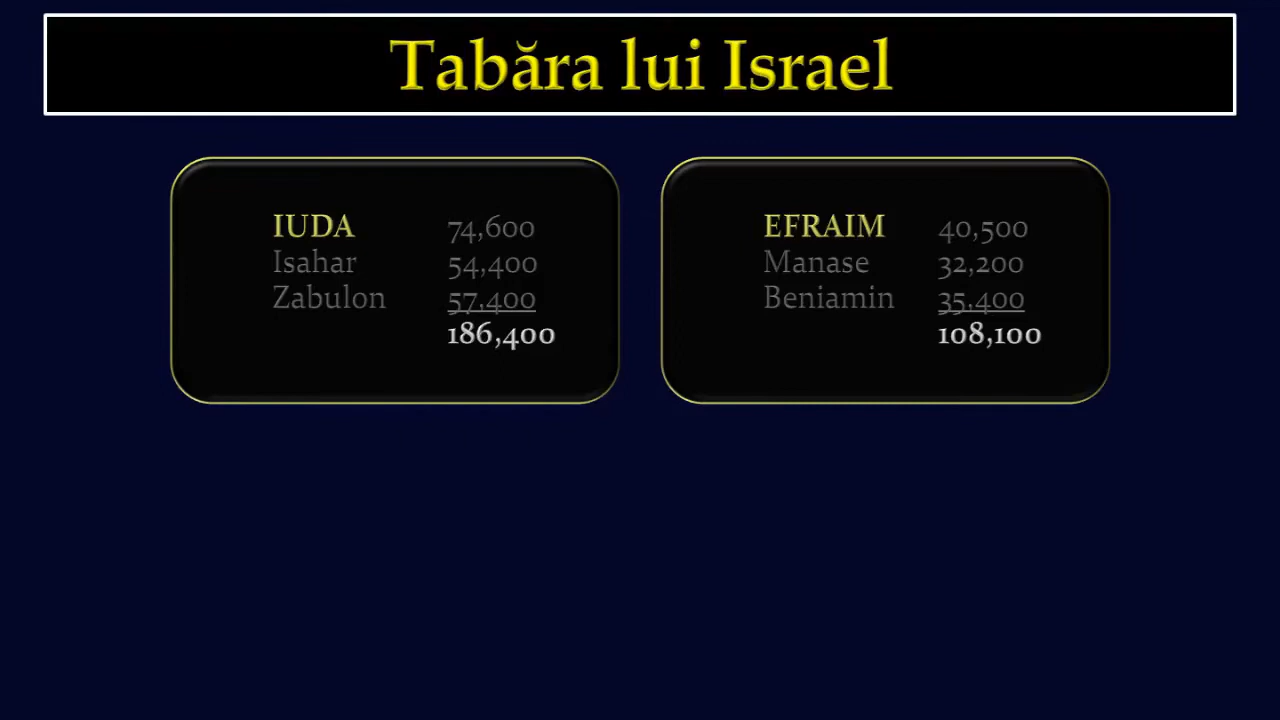 Tabăra lui Israel
IUDA 74,600
Isahar 54,400
Zabulon 57,400
186,400
EFRAIM 40,500
Manase 32,200
Beniamin 35,400
108,100